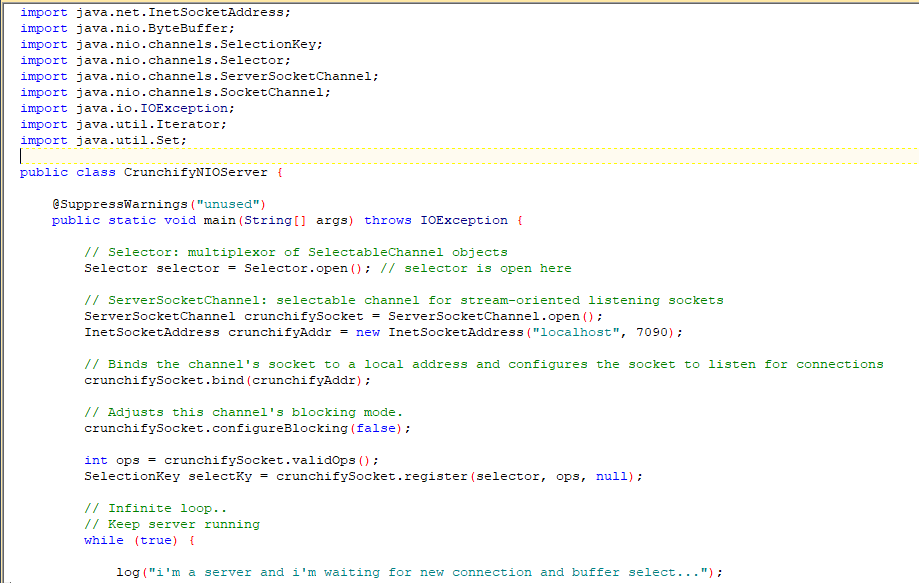 import java.net.InetSocketAddress;
import java.nio.ByteBuffer;
import java.nio.channels.SelectionKey;
import java.nio.channels.Selector;
import java.nio.channels.ServerSocketChannel;
import java.nio.channels.SocketChannel;
import java.io.IOException;
import java.util.Iterator;
import java.util.Set;
public class CrunchifyNIOServer {
@SuppressWarnings("unused")
public static void main(String[] args) throws IOException {
// Selector: multiplexor of SelectableChannel objects
Selector selector = Selector.open(); // selector is open here
// ServerSocketChannel: selectable channel for stream-oriented listening sockets
ServerSocketChannel crunchifySocket = ServerSocketChannel.open();
InetSocketAddress crunchifyAddr = new InetSocketAddress("localhost", 7090);
// Binds the channel's socket to a local address and configures the socket to listen for connections
crunchifySocket.bind(crunchifyAddr);
// Adjusts this channel's blocking mode.
crunchifySocket.configureBlocking(false);
int ops = crunchifySocket.validOps();
SelectionKey selectKy = crunchifySocket.register(selector, ops, null);
// Infinite loop..
// Keep server running
while (true) {
log("i'm a server and i'm waiting for new connection and buffer select...");